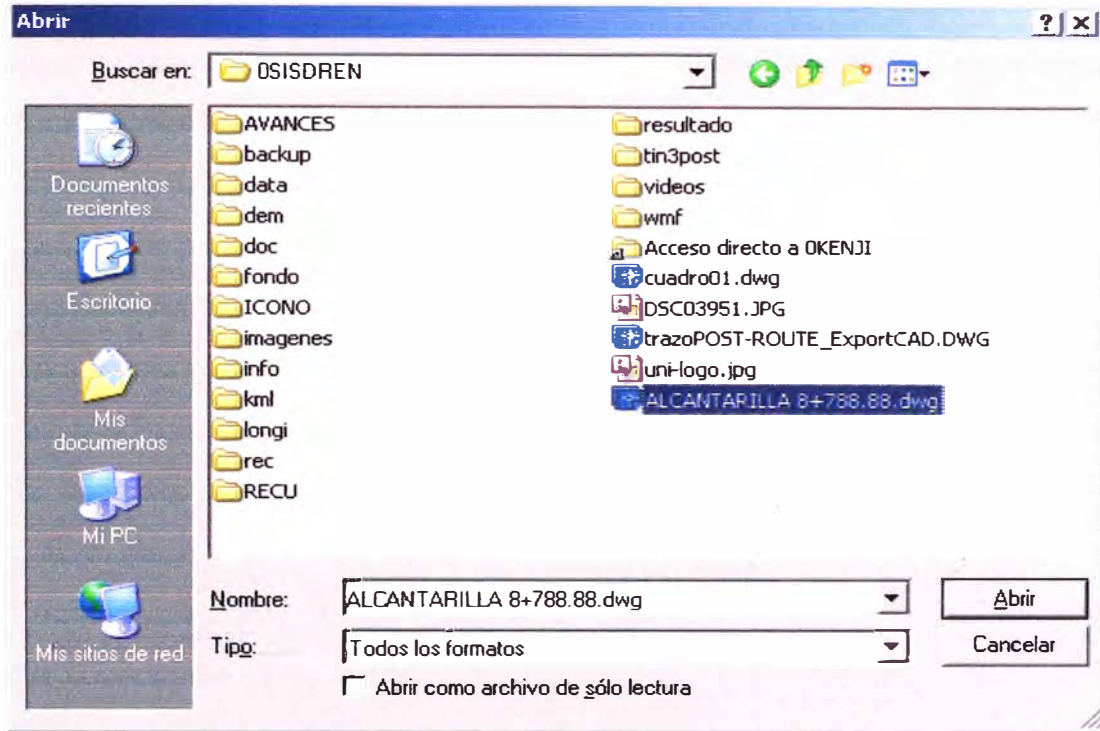 Abrir
Buscar en: 0SISDREN
Documentos recientes
Escritorio
Mis documentos
Mi PC
Mis sitios de red
AVANCES
backup
data
dem
doc
fondo
ICONO
imagenes
info
kml
longi
rec
RECU
resultado
tin3post
videos
wmf
Acceso directo a 0KENJI
cuadro01.dwg
DSC03951.JPG
trazoPOST-ROUTE_ExportCAD.DWG
uni-logo.jpg
ALCANTARILLA 8+788.88.dwg
Nombre: ALCANTARILLA 8+788.88.dwg
Abrir
Tipo: Todos los formatos
Cancelar
Abrir como archivo de sólo lectura